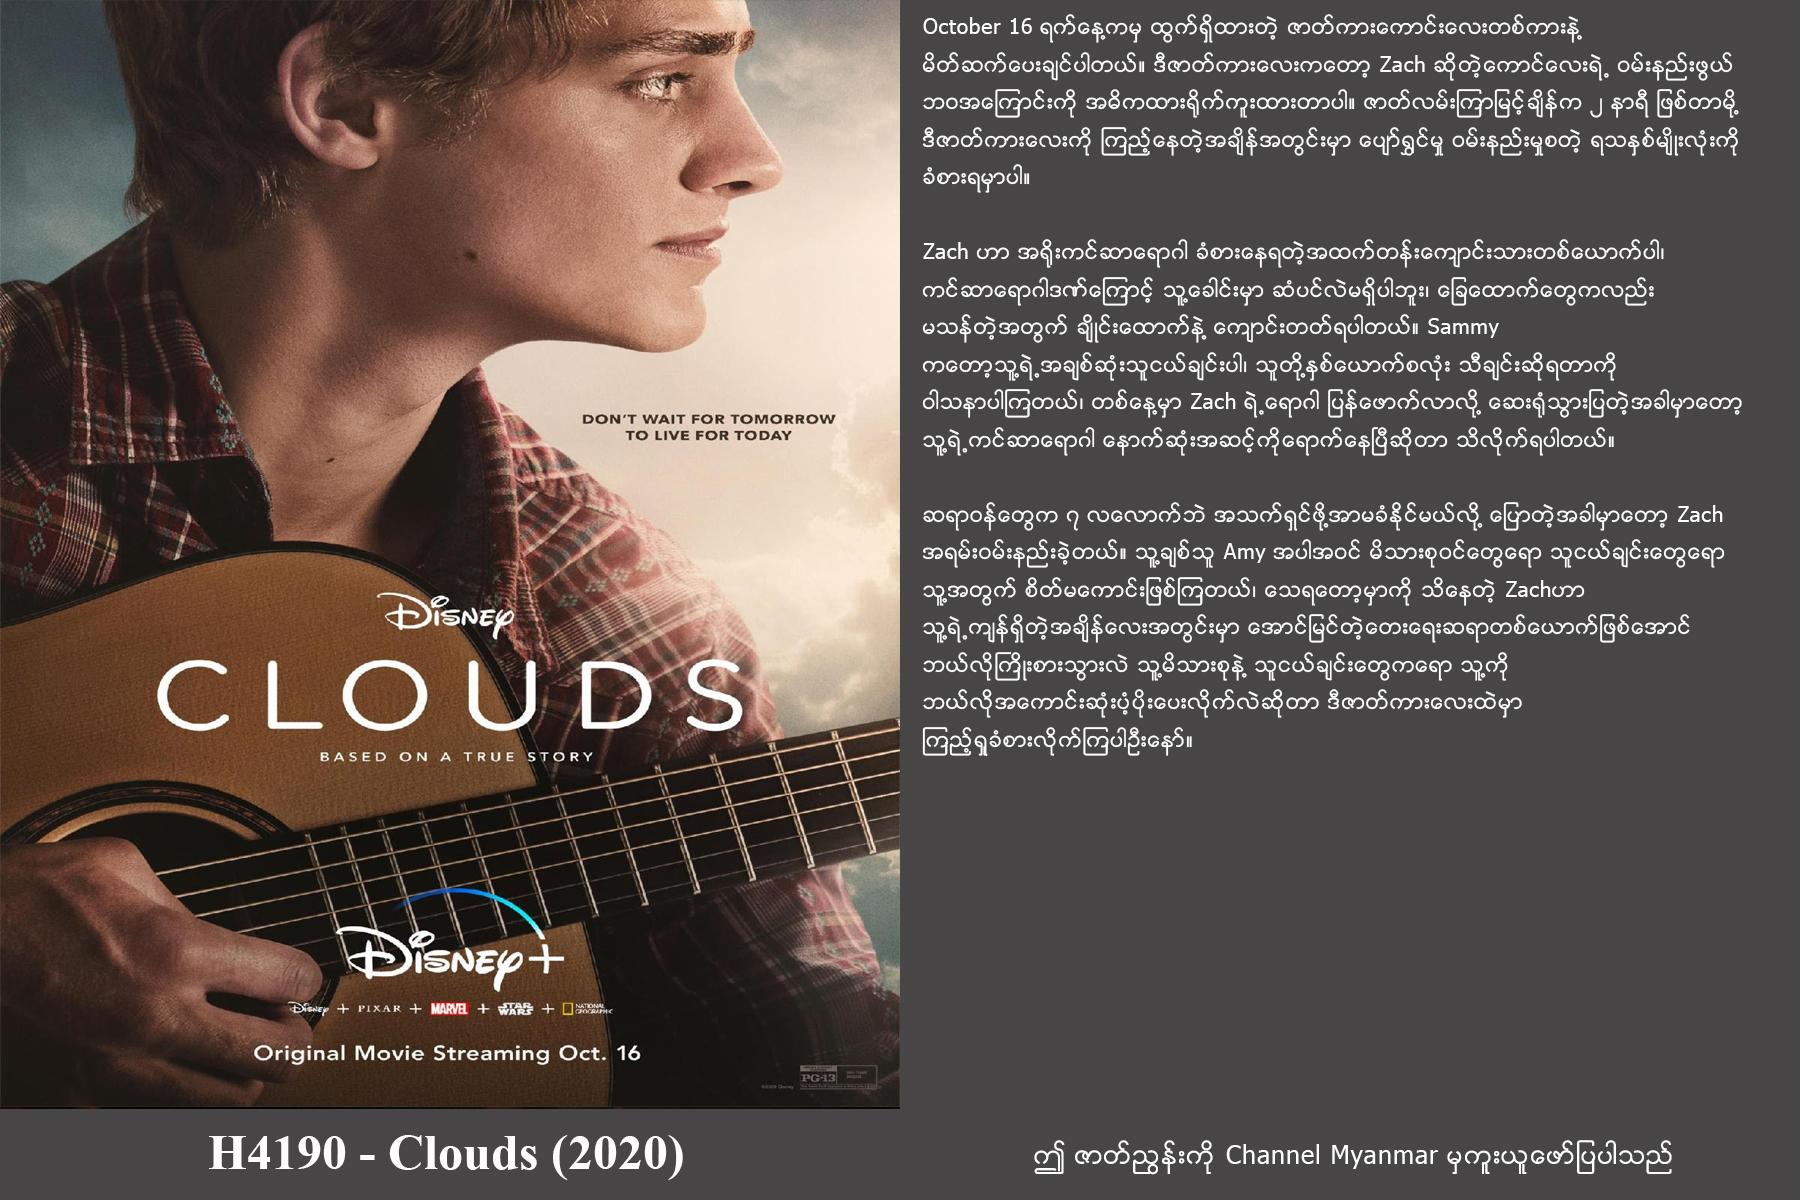 DON'T WAIT FOR TOMORROW
TO LIVE FOR TODAY
DISNEY
CLOUDS
BASED ON A TRUE STORY
DISNEY+
DISNEY + PIXAR + MARVEL + STAR WARS + NATIONAL GEOGRAPHIC
Original Movie Streaming Oct. 16
PG-13
H4190 - Clouds (2020)
October 16 ရက်နေ့ကမှ ထွက်ရှိထားတဲ့ ဇာတ်ကားကောင်းလေးတစ်ကားနဲ့
မိတ်ဆက်ပေးချင်ပါတယ်။ ဒီဇာတ်ကားလေးကတော့ Zach ဆိုတဲ့ကောင်လေးရဲ့ ဝမ်းနည်းဖွယ်
ဘဝအကြောင်းကို အဓိကထားရိုက်ကူးထားတာပါ။ ဇာတ်လမ်းကြာမြင့်ချိန်က ၂ နာရီ ဖြစ်တာမို့
ဒီဇာတ်ကားလေးကို ကြည့်နေတဲ့အချိန်အတွင်းမှာ ပျော်ရွှင်မှု ဝမ်းနည်းမှုစတဲ့ ရသနှစ်မျိုးလုံးကို
ခံစားရမှာပါ။
Zach ဟာ အရိုးကင်ဆာရောဂါ ခံစားနေရတဲ့အထက်တန်းကျောင်းသားတစ်ယောက်ပါ၊
ကင်ဆာရောဂါဒဏ်ကြောင့် သူ့ခေါင်းမှာ ဆံပင်လဲမရှိပါဘူး၊ ခြေထောက်တွေကလည်း
မသန်တဲ့အတွက် ချိုင်းထောက်နဲ့ ကျောင်းတတ်ရပါတယ်။ Sammy
ကတော့သူ့ရဲ့အချစ်ဆုံးသူငယ်ချင်းပါ၊ သူတို့နှစ်ယောက်စလုံး သီချင်းဆိုရတာကို
ဝါသနာပါကြတယ်၊ တစ်နေ့မှာ Zach ရဲ့ရောဂါ ပြန်ဖောက်လာလို့ ဆေးရုံသွားပြတဲ့အခါမှာတော့
သူ့ရဲ့ကင်ဆာရောဂါ နောက်ဆုံးအဆင့်ကိုရောက်နေပြီဆိုတာ သိလိုက်ရပါတယ်။
ဆရာဝန်တွေက ၇ လလောက်ဘဲ အသက်ရှင်ဖို့အာမခံနိုင်မယ်လို့ ပြောတဲ့အခါမှာတော့ Zach
အရမ်းဝမ်းနည်းခဲ့တယ်။ သူ့ချစ်သူ Amy အပါအဝင် မိသားစုဝင်တွေရော သူငယ်ချင်းတွေရော
သူ့အတွက် စိတ်မကောင်းဖြစ်ကြတယ်၊ သေရတော့မှာကို သိနေတဲ့ Zachဟာ
သူ့ရဲ့ကျန်ရှိတဲ့အချိန်လေးအတွင်းမှာ အောင်မြင်တဲ့တေးရေးဆရာတစ်ယောက်ဖြစ်အောင်
ဘယ်လိုကြိုးစားသွားလဲ သူ့မိသားစုနဲ့ သူငယ်ချင်းတွေကရော သူ့ကို
ဘယ်လိုအကောင်းဆုံးပံ့ပိုးပေးလိုက်လဲဆိုတာ ဒီဇာတ်ကားလေးထဲမှာ
ကြည့်ရှုခံစားလိုက်ကြပါဦးနော်။
ဤ ဇာတ်ညွှန်းကို Channel Myanmar မှကူးယူဖော်ပြပါသည်